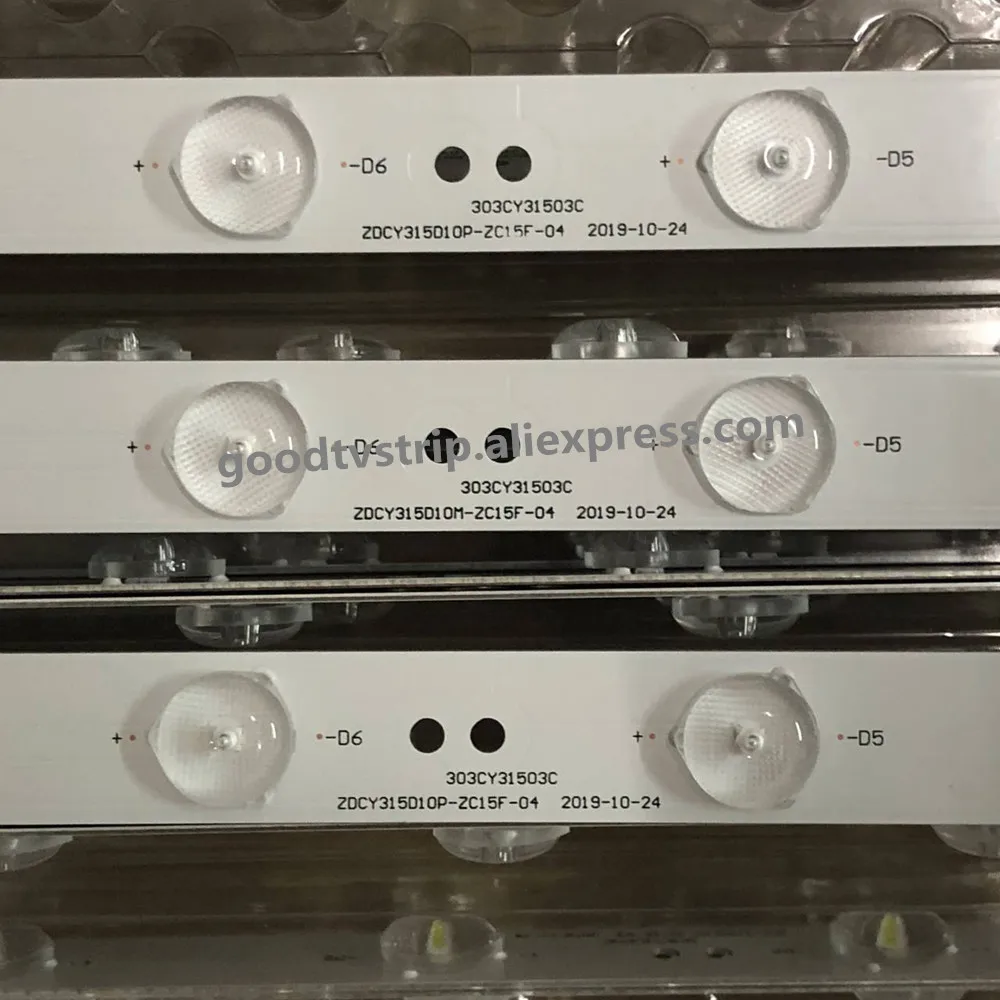 + -D6 + -D5
303CY31503C
ZDCY315D10P-ZC15F-04 2019-10-24
+ -D6 + -D5
goodtvstrip.aliexpress.com
303CY31503C
ZDCY315D10M-ZC15F-04 2019-10-24
+ -D6 + -D5
303CY31503C
ZDCY315D10P-ZC15F-04 2019-10-24